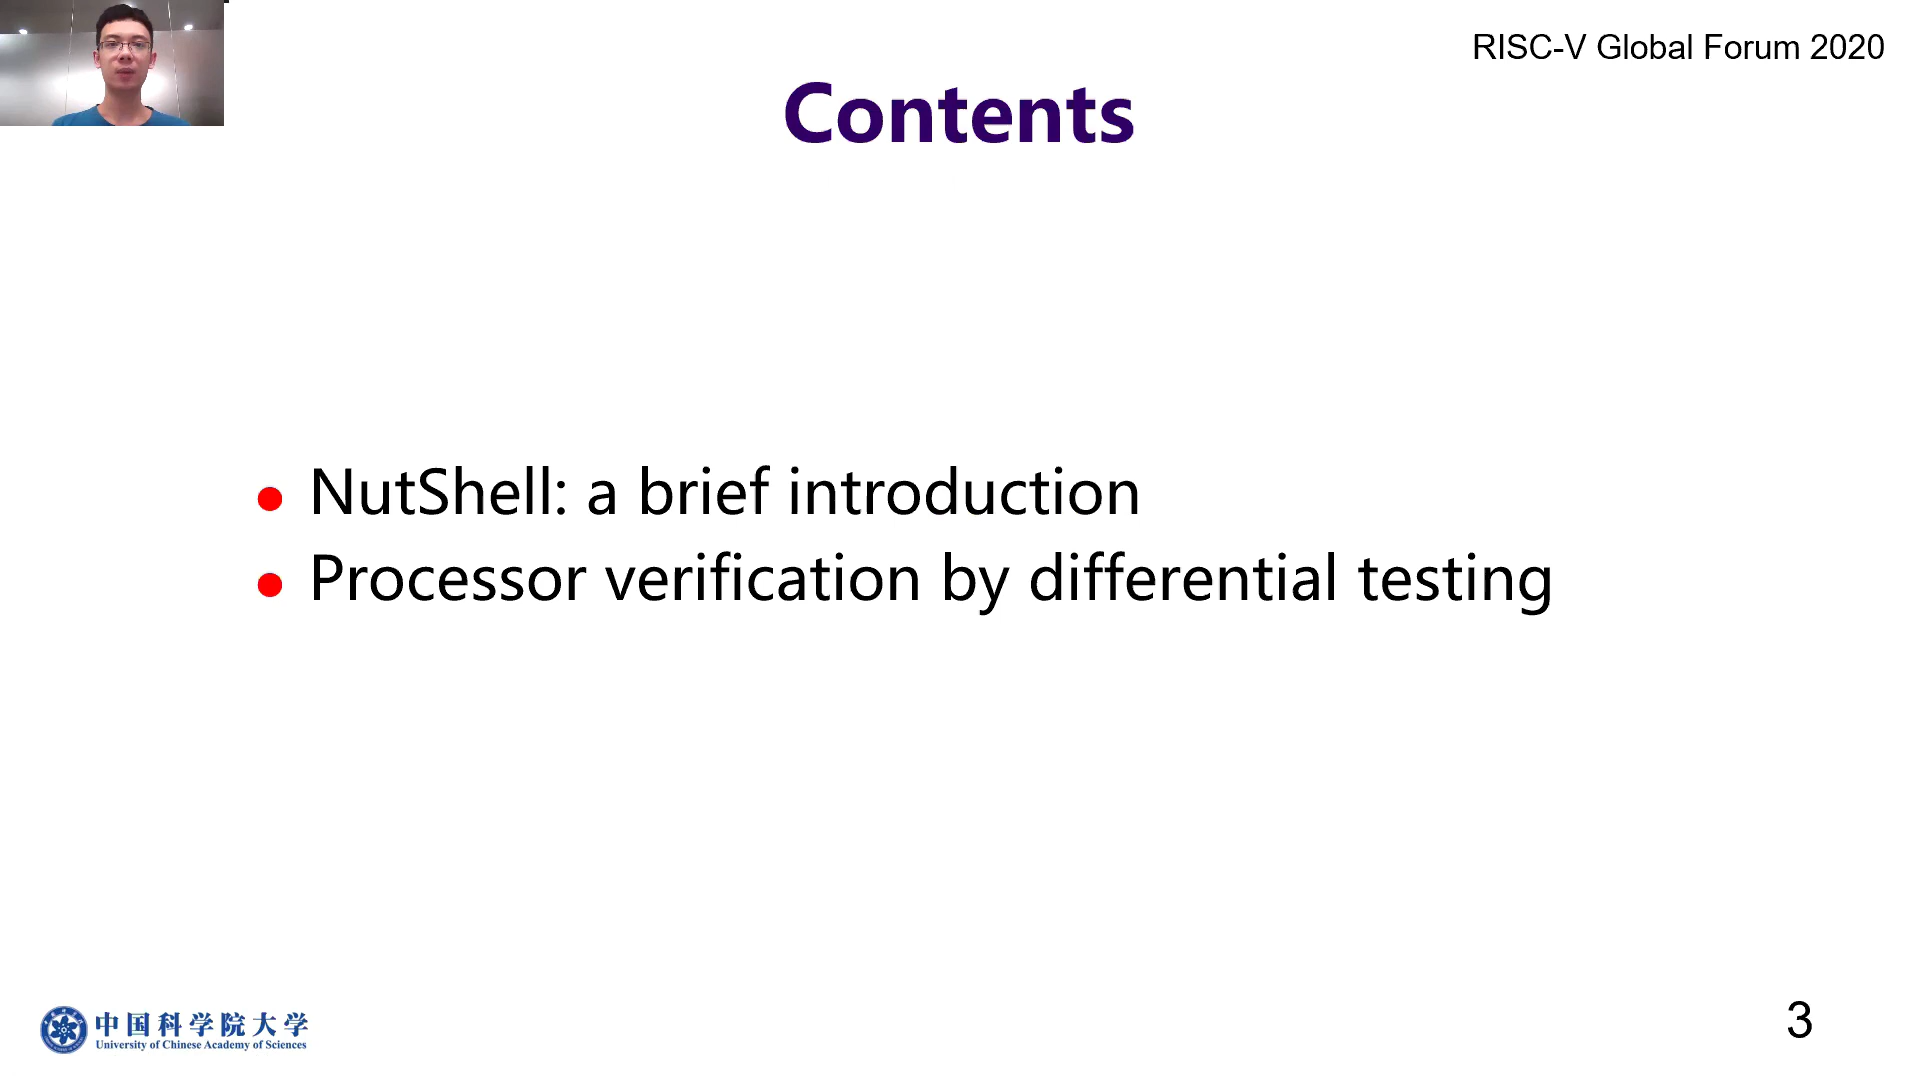 RISC-V Global Forum 2020
Contents
NutShell: a brief introduction
Processor verification by differential testing
中国科学院大学
University of Chinese Academy of Sciences
3